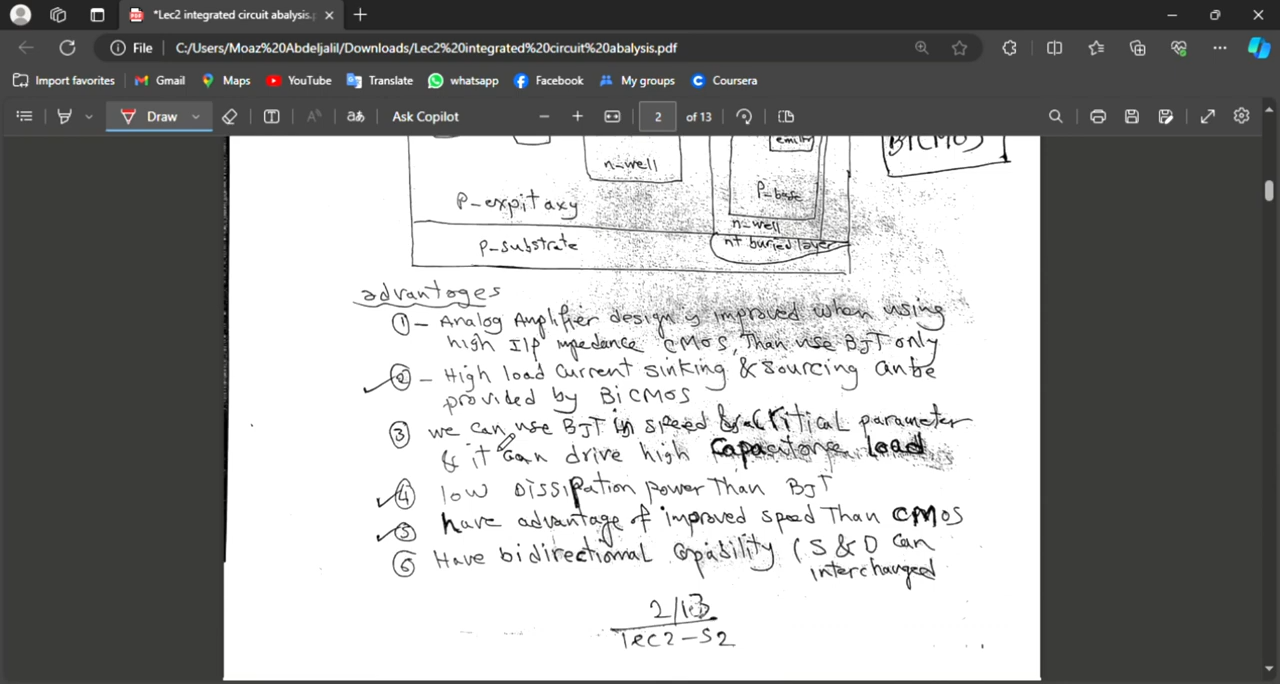 *Lec2 integrated circuit abalysis.p
File C:/Users/Moaz%20Abdeljalil/Downloads/Lec2%20integrated%20circuit%20abalysis.pdf
Import favorites Gmail Maps YouTube Translate whatsapp Facebook My groups Coursera
Draw aあ Ask Copilot 2 of 13
emiter BiCMOS
n-well
P-base
P-expitaxy
n-well
P-substrate n+ buried layer
advantages
① - Analog Amplifier design is improved when using
high I/P mpedance CMOS, Than use BJT only
② - High load Current sinking & sourcing can be
provided by BiCMOS
③ we can use BJT in speed critical parameter
& it can drive high capacitance load
④ low Dissipation power Than BJT
⑤ have advantage of improved speed Than CMOS
⑥ Have bidirectional capability (S & D can
interchanged
2/13
lec2-S2